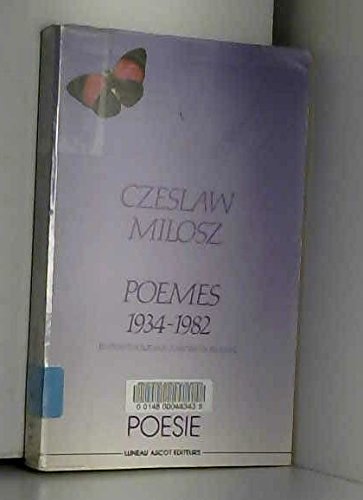 CZESLAW
MILOSZ
POEMES
1934-1982
POESIE
LUNEAU ASCOT EDITEURS